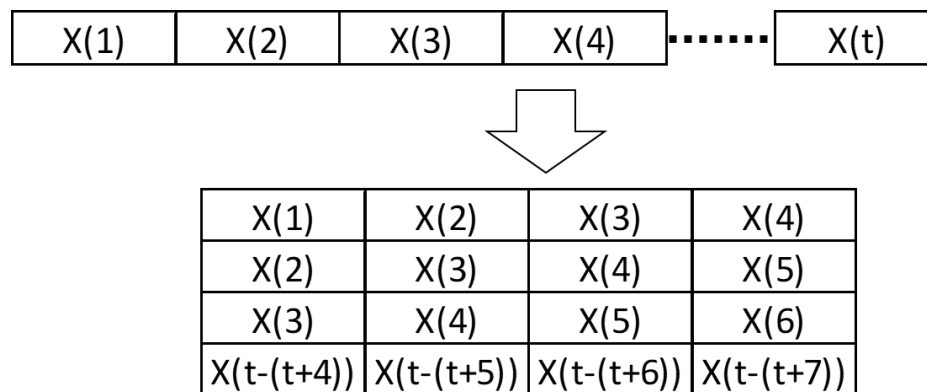 X(1) X(2) X(3) X(4) ....... X(t)
X(1) X(2) X(3) X(4)
X(2) X(3) X(4) X(5)
X(3) X(4) X(5) X(6)
X(t-(t+4)) X(t-(t+5)) X(t-(t+6)) X(t-(t+7))